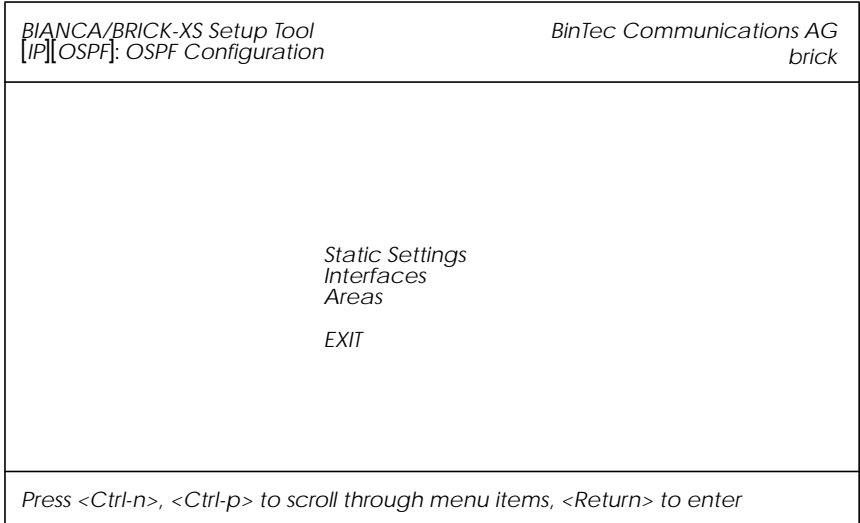 BIANCA/BRICK-XS Setup Tool BinTec Communications AG
[IP][OSPF]: OSPF Configuration brick
Static Settings
Interfaces
Areas
EXIT
Press <Ctrl-n>, <Ctrl-p> to scroll through menu items, <Return> to enter